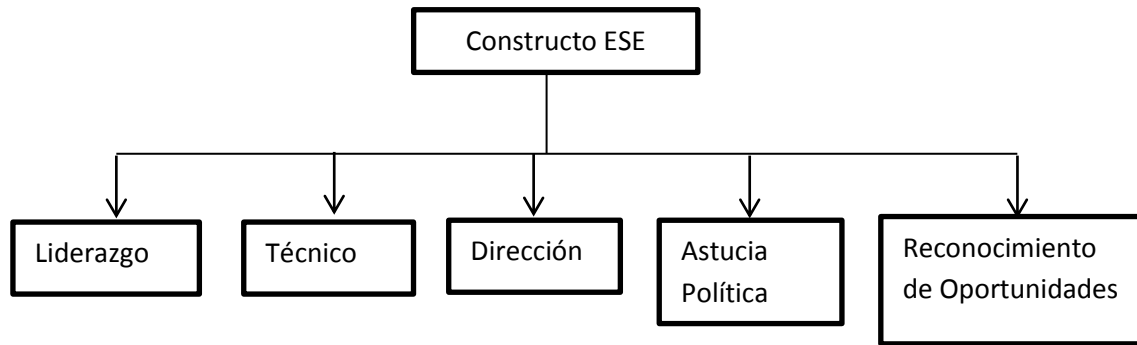 Constructo ESE
Liderazgo
Técnico
Dirección
Astucia
Política
Reconocimiento
de Oportunidades